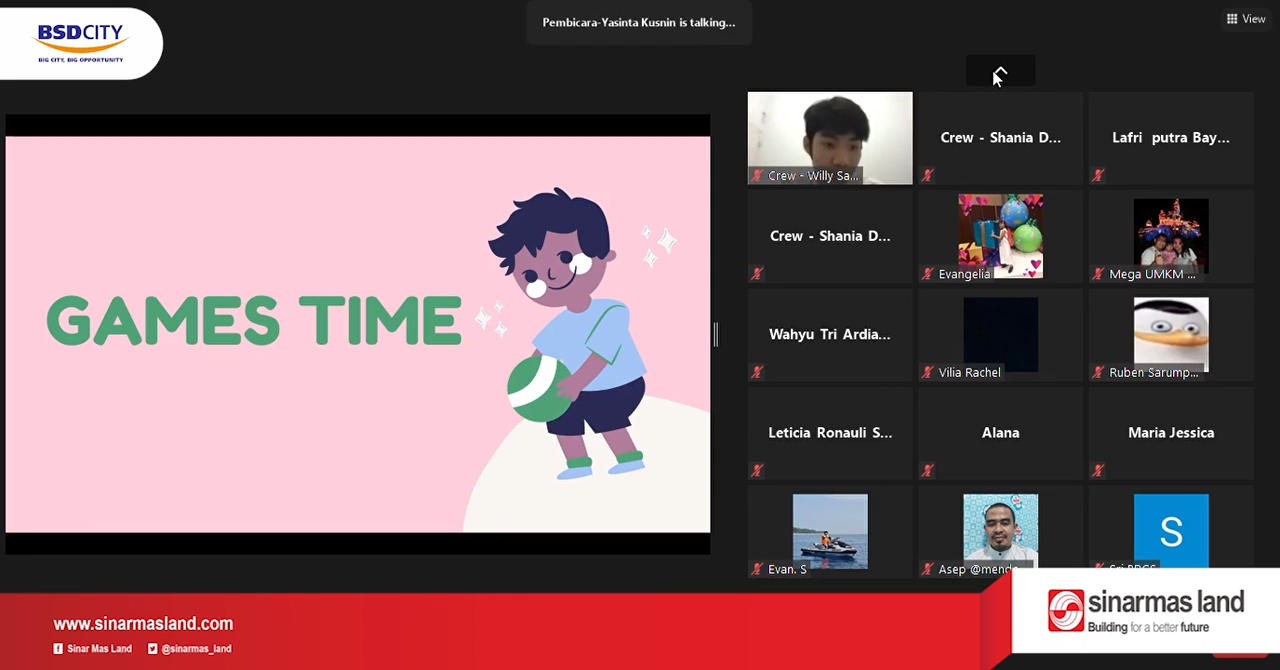 BSDCITY
BIG CITY, BIG OPPORTUNITY
Pembicara-Yasinta Kusnin is talking...
View
GAMES TIME
Crew - Willy Sa...
Crew - Shania D...
Lafri putra Bay...
Crew - Shania D...
Evangelia
Mega UMKM ...
Wahyu Tri Ardia...
Vilia Rachel
Ruben Sarump...
Leticia Ronauli S...
Alana
Maria Jessica
Evan. S
Asep @mend...
S
www.sinarmasland.com
Sinar Mas Land
@sinarmas_land
sinarmas land
Building for a better future